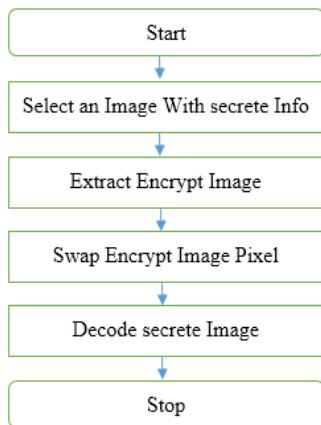 Start
Select an Image With secrete Info
Extract Encrypt Image
Swap Encrypt Image Pixel
Decode secrete Image
Stop